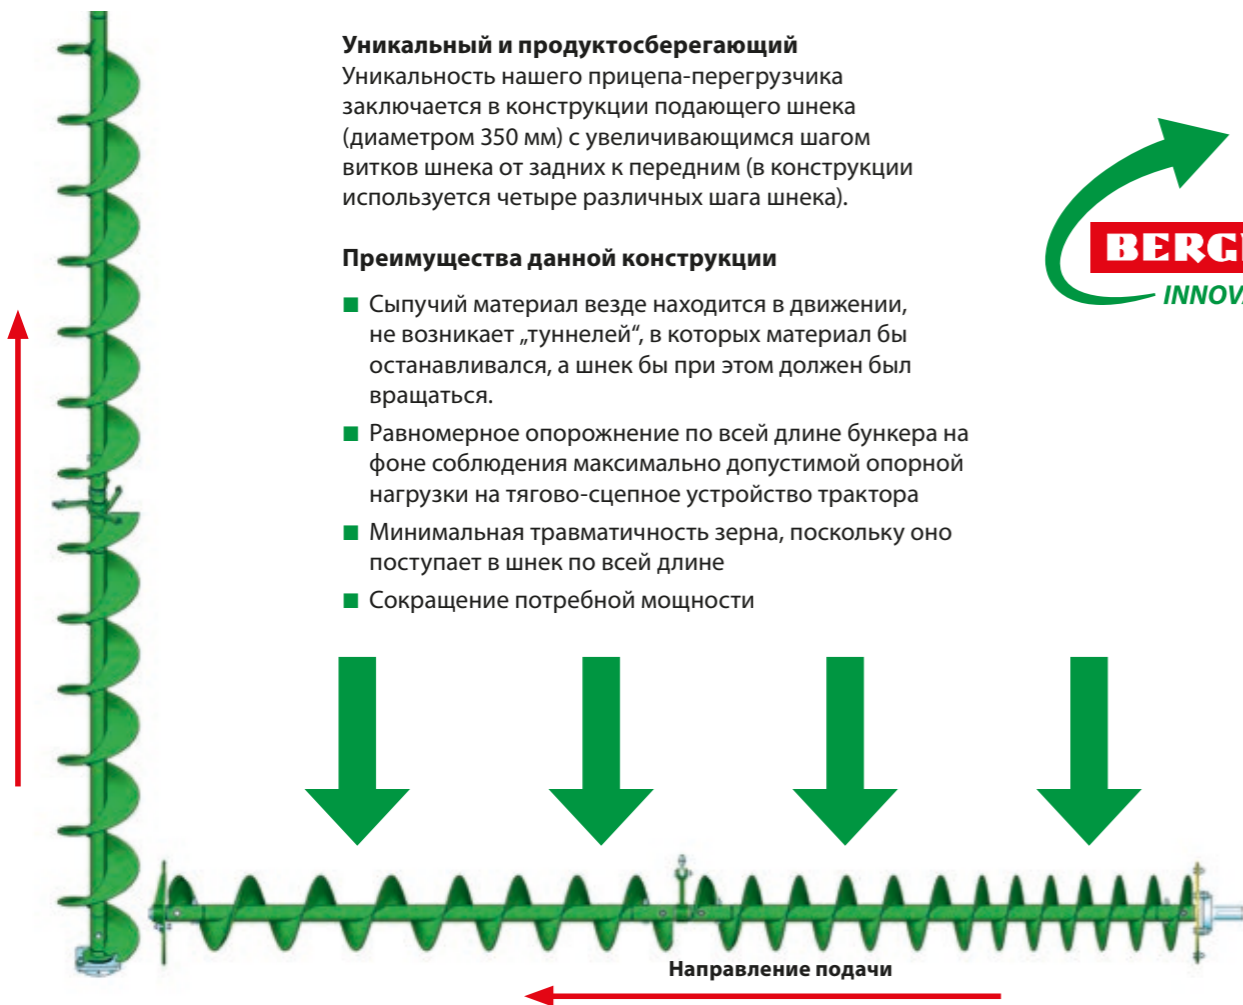 Уникальный и продуктосберегающий
Уникальность нашего прицепа-перегрузчика
заключается в конструкции подающего шнека
(диаметром 350 мм) с увеличивающимся шагом
витков шнека от задних к передним (в конструкции
используется четыре различных шага шнека).
Преимущества данной конструкции
Сыпучий материал везде находится в движении,
не возникает „туннелей“, в которых материал бы
останавливался, а шнек бы при этом должен был
вращаться.
Равномерное опорожнение по всей длине бункера на
фоне соблюдения максимально допустимой опорной
нагрузки на тягово-сцепное устройство трактора
Минимальная травматичность зерна, поскольку оно
поступает в шнек по всей длине
Сокращение потребной мощности
Направление подачи